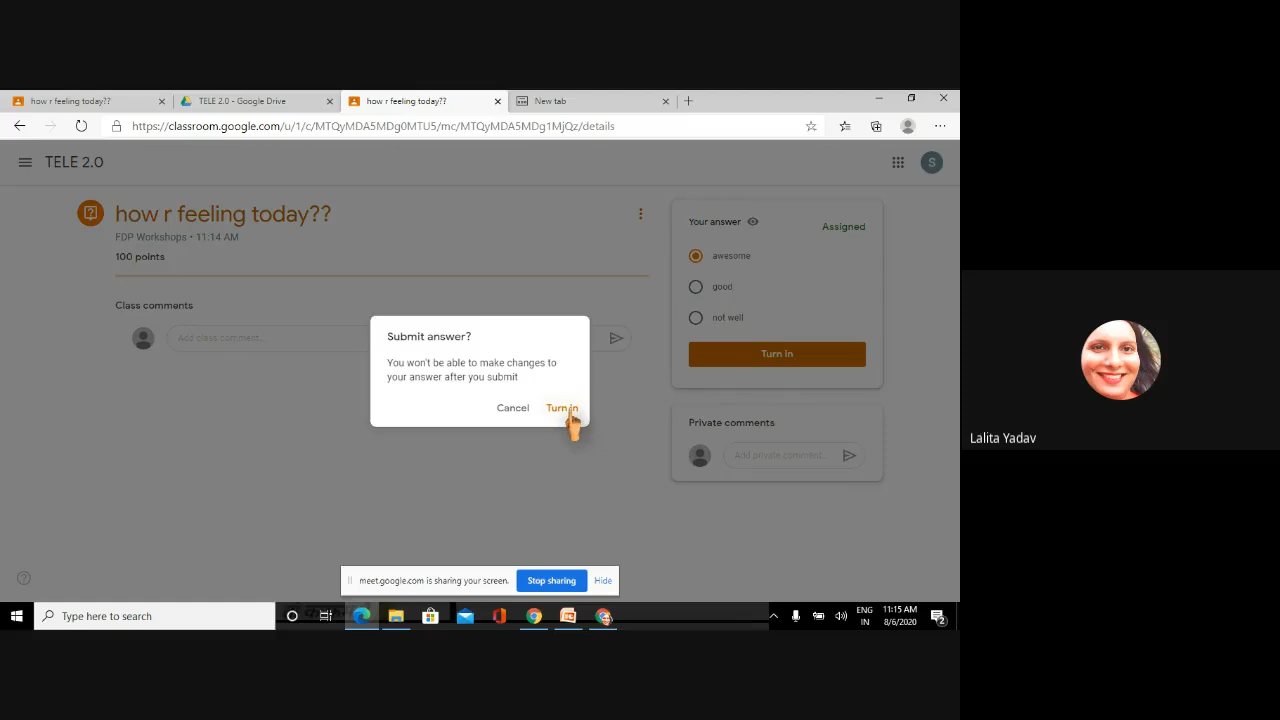 how r feeling today??
TELE 2.0 - Google Drive
how r feeling today??
New tab
https://classroom.google.com/u/1/c/MTQyMDA5MDg0MTU5/mc/MTQyMDA5MDg1MjQz/details
TELE 2.0
S
how r feeling today??
FDP Workshops • 11:14 AM
100 points
Class comments
Add class comment...
Your answer
Assigned
awesome
good
not well
Turn in
Private comments
Add private comment...
Submit answer?
You won't be able to make changes to
your answer after you submit
Cancel
Turn in
meet.google.com is sharing your screen.
Stop sharing
Hide
Type here to search
ENG
IN
11:15 AM
8/6/2020
2
Lalita Yadav